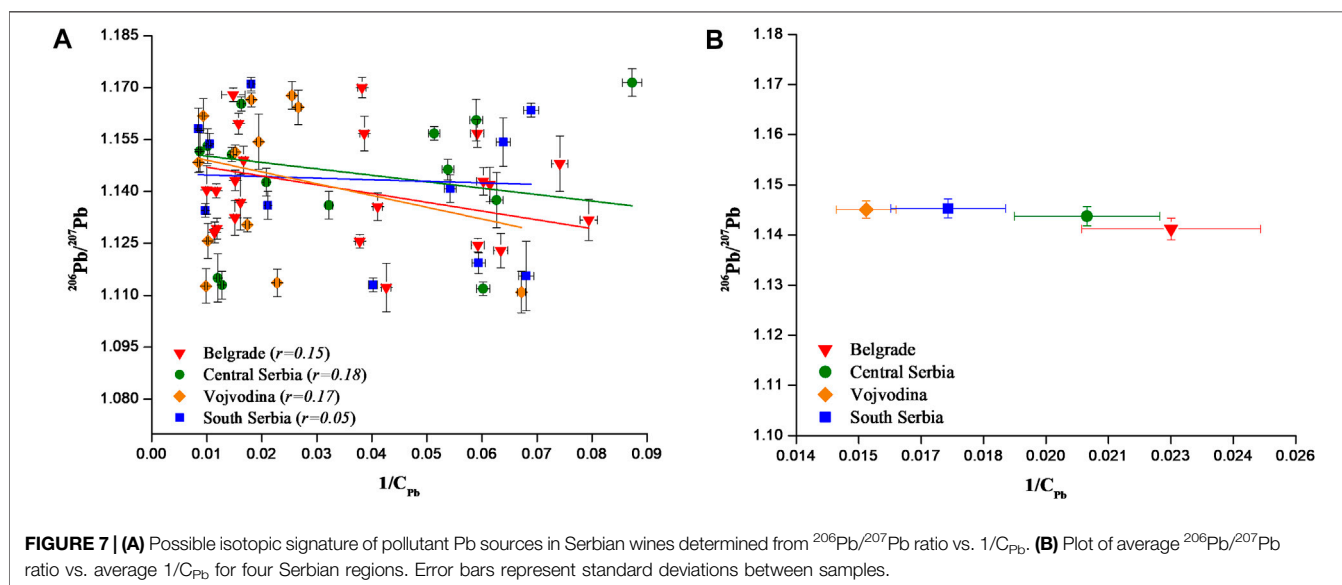 A
1.185
1.170
1.155
1.140
1.125
1.110
1.095
1.080
206Pb/207Pb
Belgrade (r=0.15)
Central Serbia (r=0.18)
Vojvodina (r=0.17)
South Serbia (r=0.05)
0.00 0.01 0.02 0.03 0.04 0.05 0.06 0.07 0.08 0.09
1/CPb
B
1.18
1.17
1.16
1.15
1.14
1.13
1.12
1.11
1.10
206Pb/207Pb
Belgrade
Central Serbia
Vojvodina
South Serbia
0.014 0.015 0.017 0.018 0.020 0.021 0.023 0.024 0.026
1/CPb
FIGURE 7 | (A) Possible isotopic signature of pollutant Pb sources in Serbian wines determined from 206Pb/207Pb ratio vs. 1/CPb. (B) Plot of average 206Pb/207Pb
ratio vs. average 1/CPb for four Serbian regions. Error bars represent standard deviations between samples.